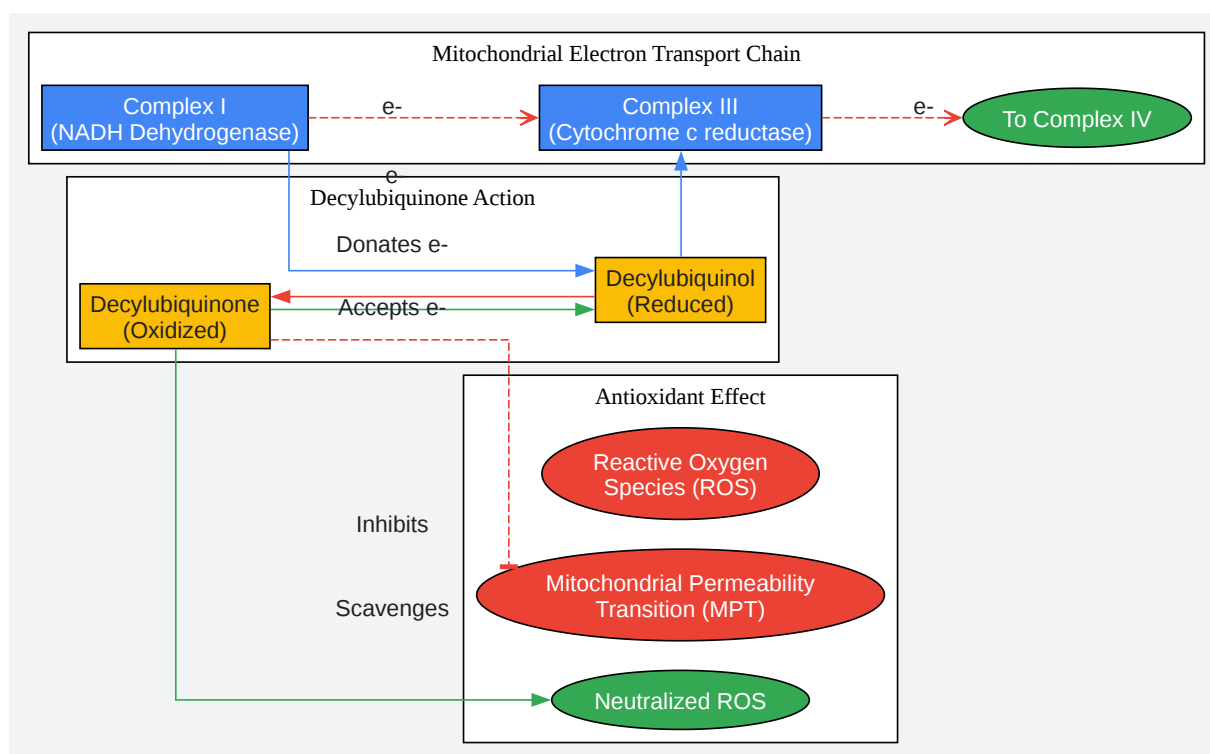 Mitochondrial Electron Transport Chain
Complex I
(NADH Dehydrogenase)
e-
Complex III
(Cytochrome c reductase)
e-
To Complex IV
e-
Decylubiquinone Action
Donates e-
Decylubiquinol
(Reduced)
Decylubiquinone
(Oxidized)
Accepts e-
Antioxidant Effect
Reactive Oxygen
Species (ROS)
Inhibits
Mitochondrial Permeability
Transition (MPT)
Scavenges
Neutralized ROS